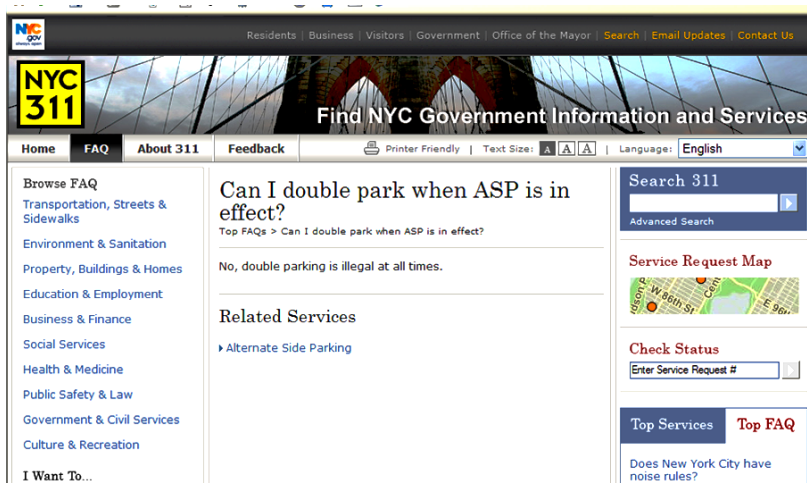 NYC
.gov
Residents | Business | Visitors | Government | Office of the Mayor | Search | Email Updates | Contact Us
NYC
311
Find NYC Government Information and Services
Home FAQ About 311 Feedback Printer Friendly | Text Size: A A A | Language: English
Browse FAQ
Transportation, Streets &
Sidewalks
Environment & Sanitation
Property, Buildings & Homes
Education & Employment
Business & Finance
Social Services
Health & Medicine
Public Safety & Law
Government & Civil Services
Culture & Recreation
I Want To...
Can I double park when ASP is in
effect?
Top FAQs > Can I double park when ASP is in effect?
No, double parking is illegal at all times.
Related Services
Alternate Side Parking
Search 311
Advanced Search
Service Request Map
W 86th St
E 96th
Check Status
Enter Service Request #
Top Services Top FAQ
Does New York City have
noise rules?